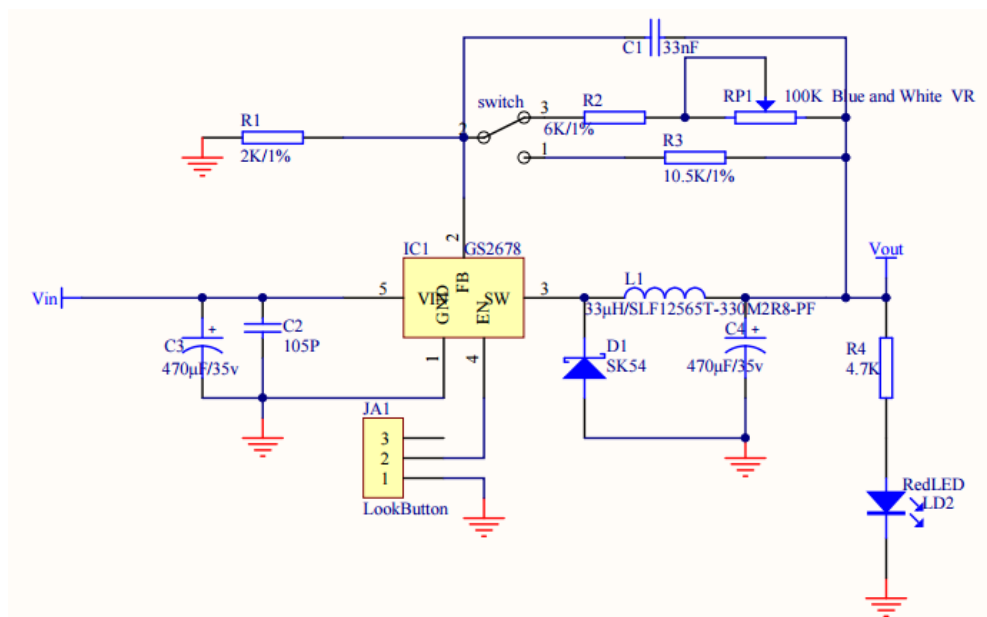 C1
33nF
switch
3
R2
RP1
100K Blue and White VR
R1
2
6K/1%
2K/1%
1
R3
10.5K/1%
2
IC1
GS2678
Vout
FB
L1
Vin
5
VIN
GND
EN
SW
3
33μH/SLF12565T-330M2R8-PF
C3
+
C2
C4
+
D1
R4
105P
SK54
470μF/35v
1
4
470μF/35v
4.7K
JA1
3
2
1
LookButton
RedLED
LD2